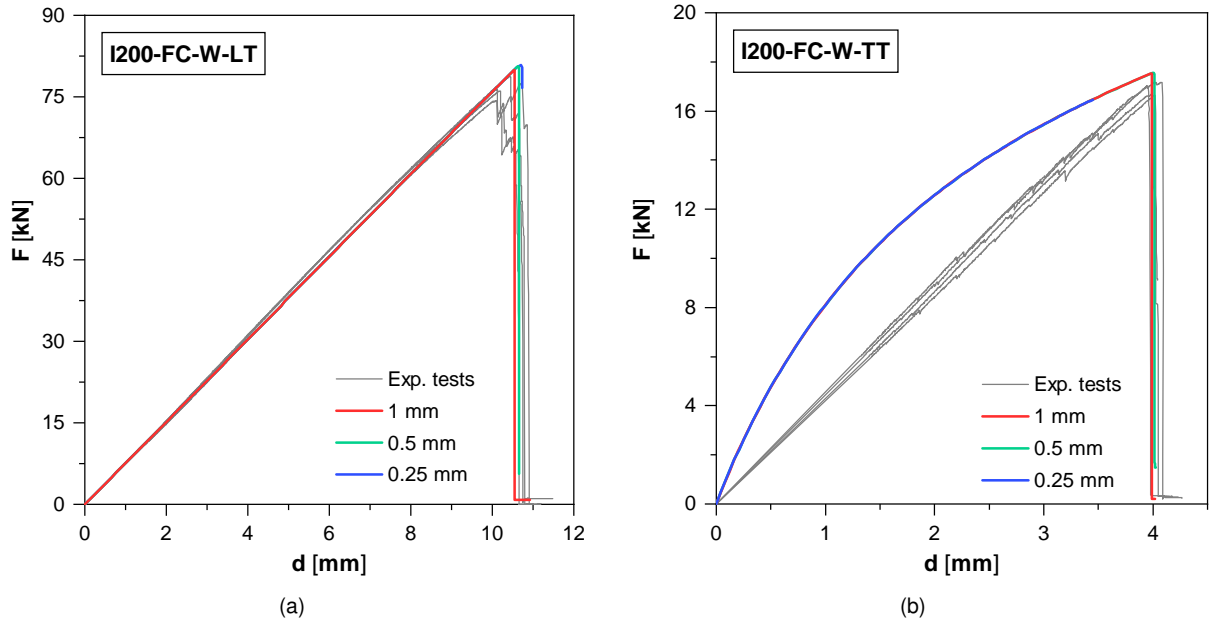 I200-FC-W-LT
F [kN]
90
75
60
45
30
15
0
Exp. tests
1 mm
0.5 mm
0.25 mm
0 2 4 6 8 10 12
d [mm]
(a)
I200-FC-W-TT
F [kN]
20
16
12
8
4
0
Exp. tests
1 mm
0.5 mm
0.25 mm
0 1 2 3 4
d [mm]
(b)